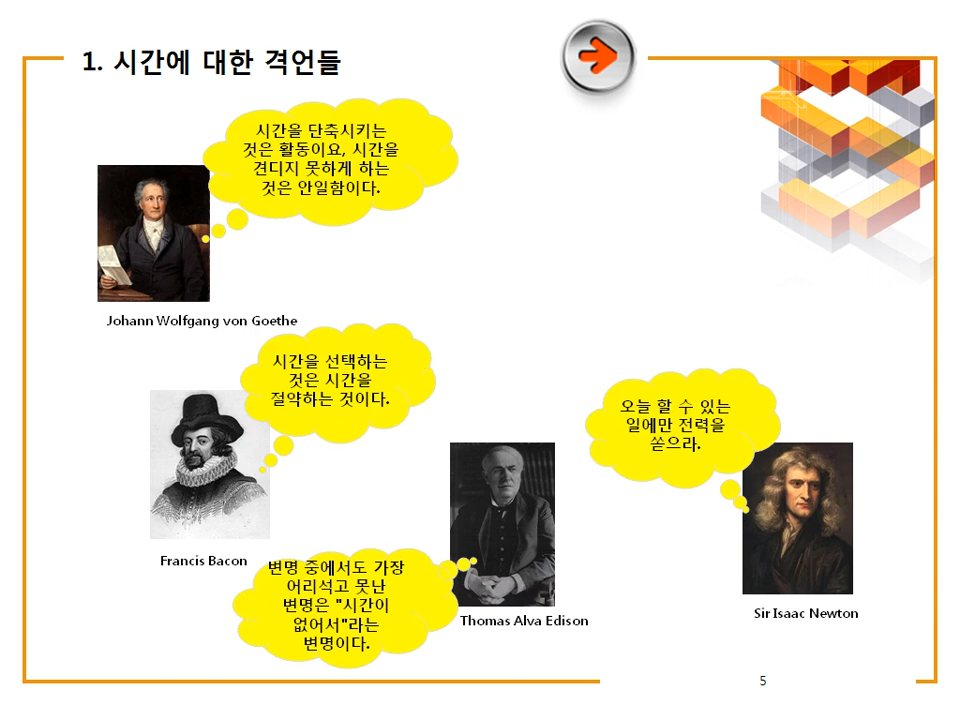 1. 시간에 대한 격언들
시간을 단축시키는
것은 활동이요, 시간을
견디지 못하게 하는
것은 안일함이다.
Johann Wolfgang von Goethe
시간을 선택하는
것은 시간을
절약하는 것이다.
Francis Bacon
변명 중에서도 가장
어리석고 못난
변명은 "시간이
없어서"라는
변명이다.
Thomas Alva Edison
오늘 할 수 있는
일에만 전력을
쏟으라.
Sir Isaac Newton
5